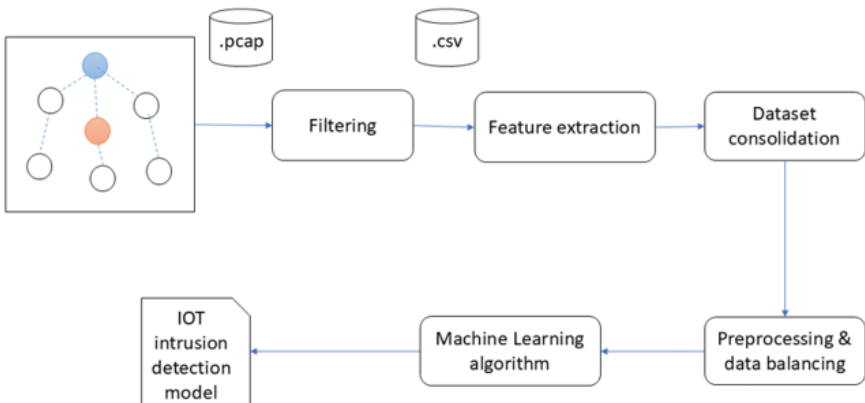 .pcap
.csv
Filtering
Feature extraction
Dataset
consolidation
Preprocessing &
data balancing
Machine Learning
algorithm
IOT
intrusion
detection
model